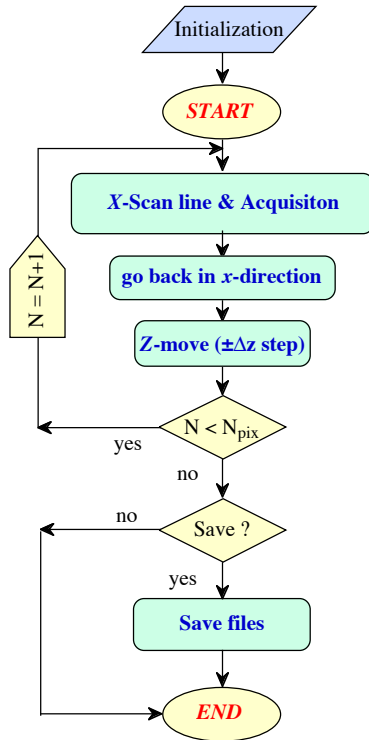 Initialization
START
X-Scan line & Acquisiton
go back in x-direction
N = N+1
Z-move (±Δz step)
N < Npix
yes
no
Save ?
no
yes
Save files
END